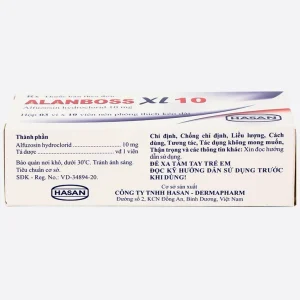 Rx Thuốc bán theo đơn
ALANBOSS XL 10
Alfuzosin hydroclorid 10 mg
Hộp 03 vỉ x 10 viên nén phóng thích kéo dài
HASAN
Thành phần
Alfuzosin hydroclorid 10 mg
Tá dược vđ 1 viên
Bảo quản nơi khô, dưới 30°C. Tránh ánh sáng.
Tiêu chuẩn cơ sở.
SĐK - Reg. No.: VD-34894-20.
Chỉ định, Chống chỉ định, Liều lượng, Cách
dùng, Tương tác, Tác dụng không mong muốn,
Thận trọng và các thông tin khác: Xin đọc hướng
dẫn sử dụng.
ĐỂ XA TẦM TAY TRẺ EM
ĐỌC KỸ HƯỚNG DẪN SỬ DỤNG TRƯỚC
KHI DÙNG!
HASAN
Cơ sở sản xuất
CÔNG TY TNHH HASAN - DERMAPHARM
Đường số 2, KCN Đồng An, Bình Dương, Việt Nam